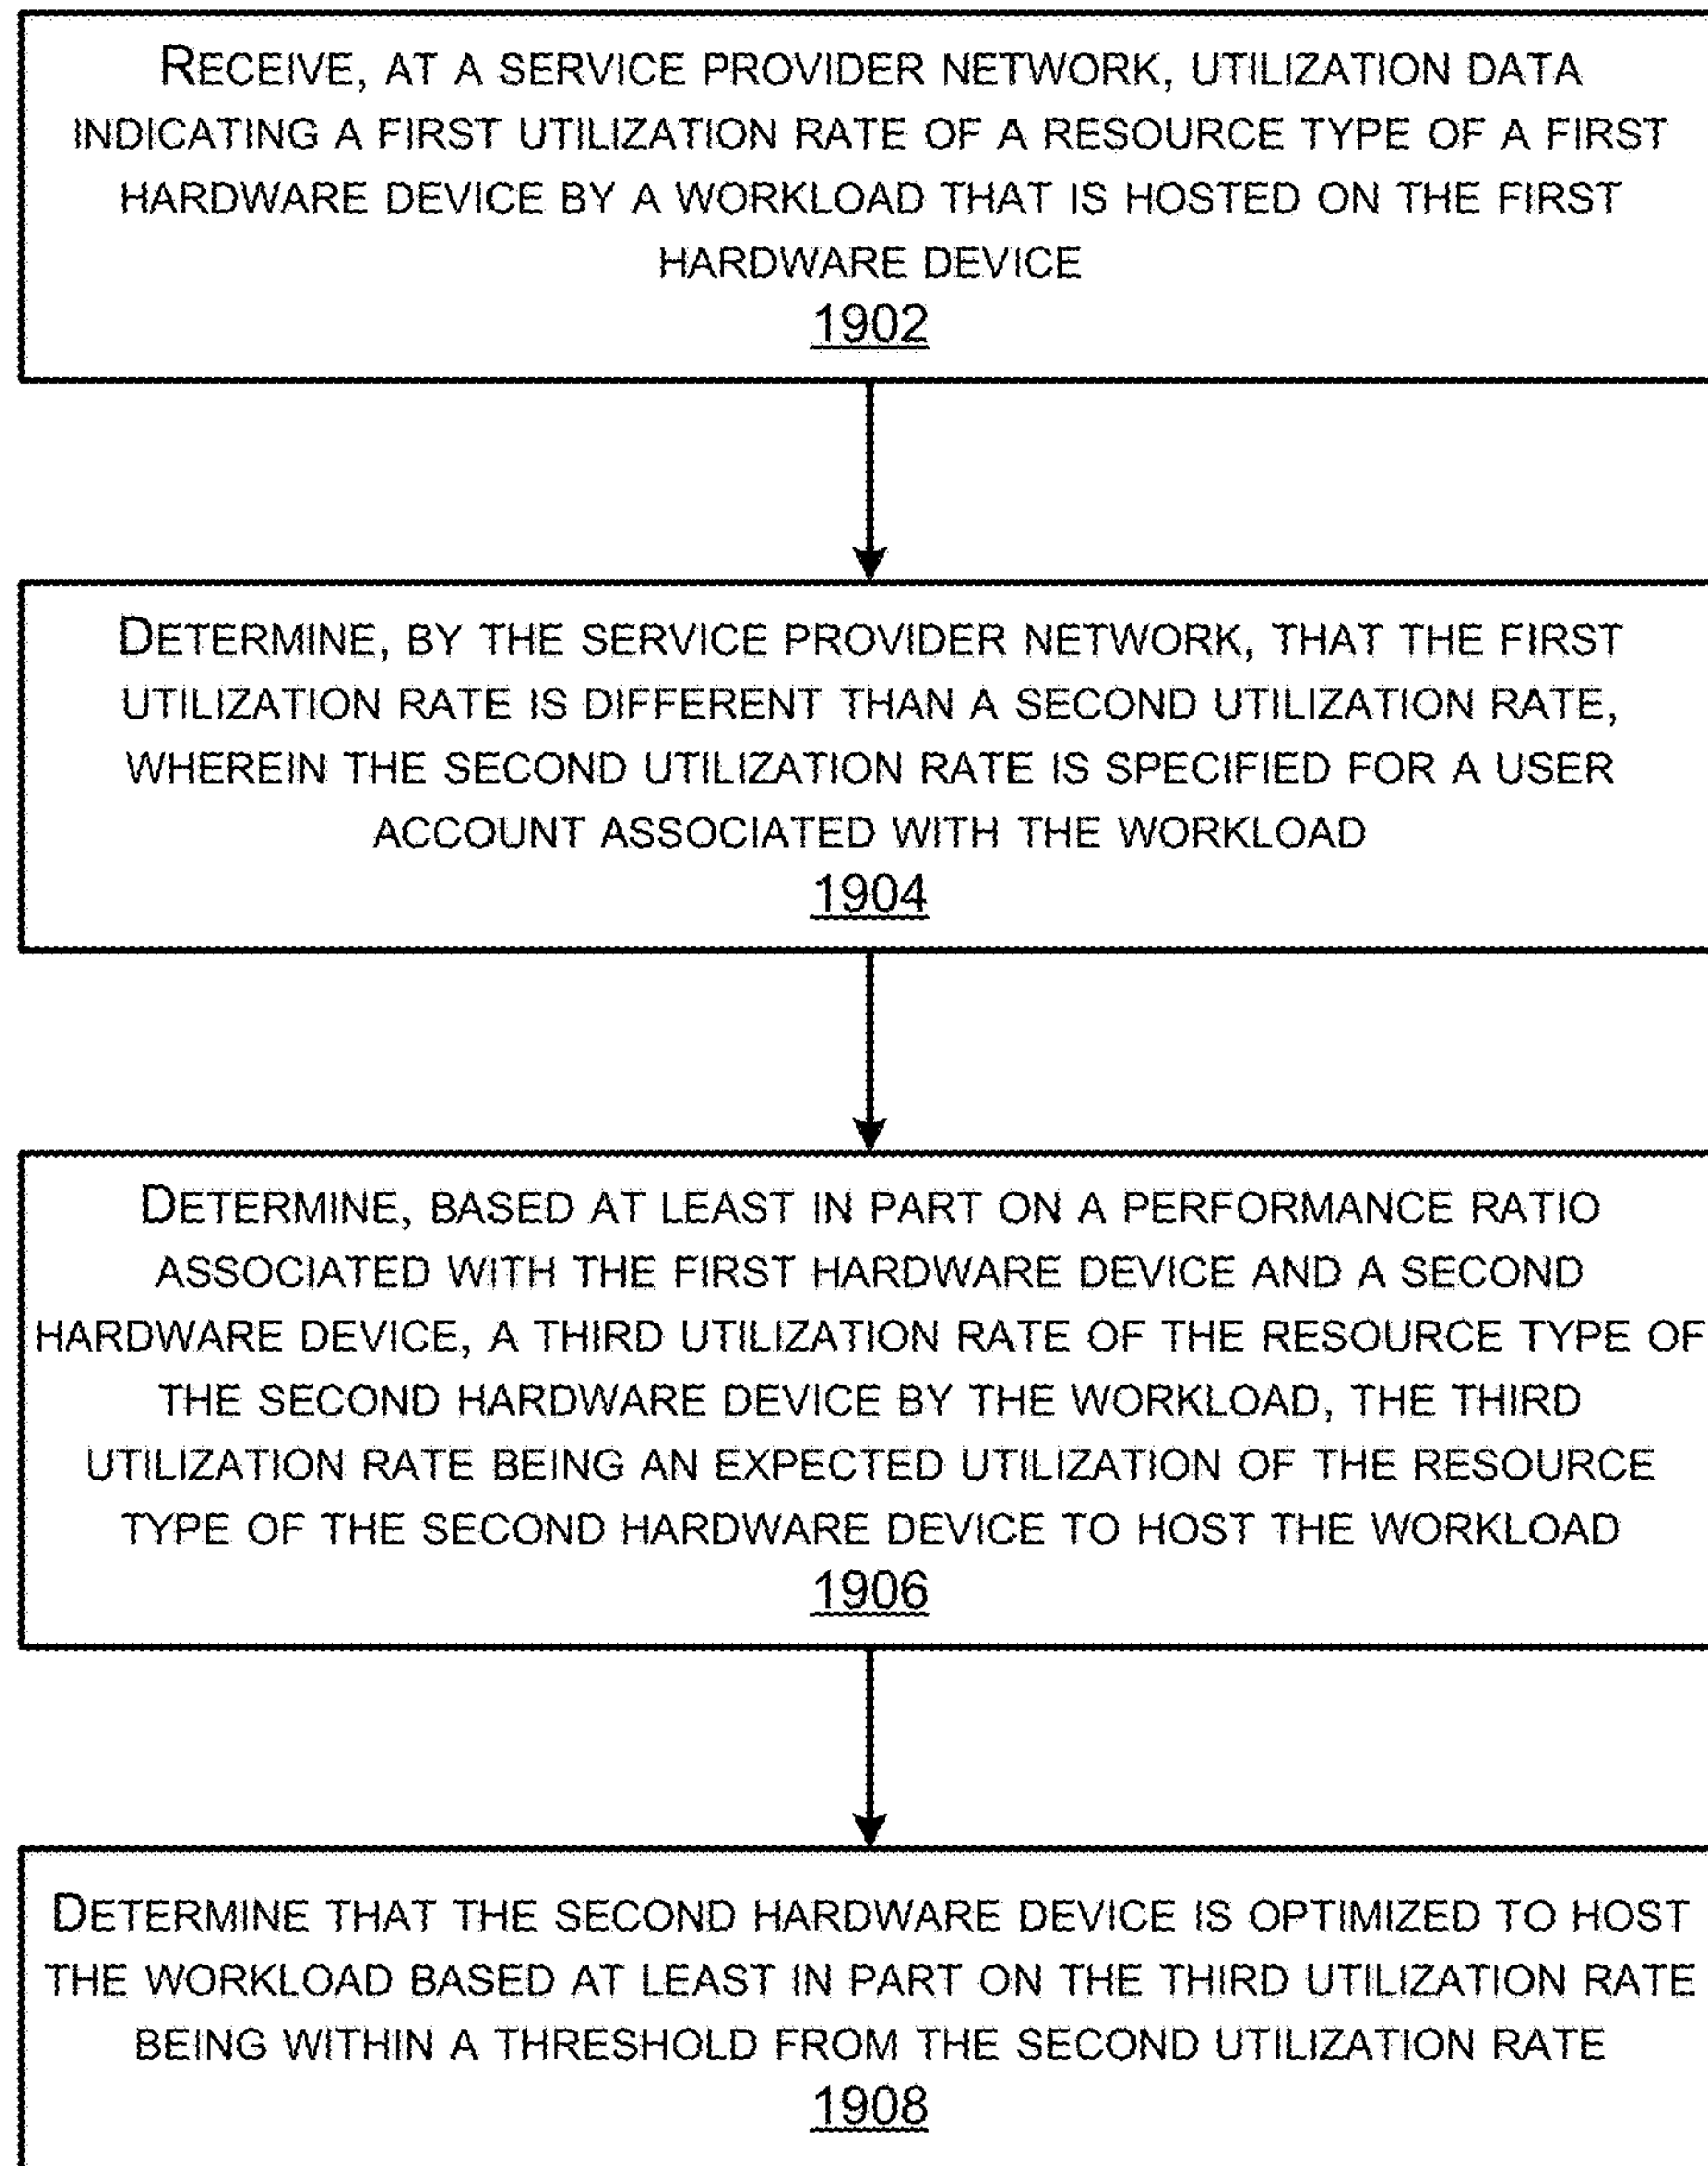 RECEIVE, AT A SERVICE PROVIDER NETWORK, UTILIZATION DATA
INDICATING A FIRST UTILIZATION RATE OF A RESOURCE TYPE OF A FIRST
HARDWARE DEVICE BY A WORKLOAD THAT IS HOSTED ON THE FIRST
HARDWARE DEVICE
1902
DETERMINE, BY THE SERVICE PROVIDER NETWORK, THAT THE FIRST
UTILIZATION RATE IS DIFFERENT THAN A SECOND UTILIZATION RATE,
WHEREIN THE SECOND UTILIZATION RATE IS SPECIFIED FOR A USER
ACCOUNT ASSOCIATED WITH THE WORKLOAD
1904
DETERMINE, BASED AT LEAST IN PART ON A PERFORMANCE RATIO
ASSOCIATED WITH THE FIRST HARDWARE DEVICE AND A SECOND
HARDWARE DEVICE, A THIRD UTILIZATION RATE OF THE RESOURCE TYPE OF
THE SECOND HARDWARE DEVICE BY THE WORKLOAD, THE THIRD
UTILIZATION RATE BEING AN EXPECTED UTILIZATION OF THE RESOURCE
TYPE OF THE SECOND HARDWARE DEVICE TO HOST THE WORKLOAD
1906
DETERMINE THAT THE SECOND HARDWARE DEVICE IS OPTIMIZED TO HOST
THE WORKLOAD BASED AT LEAST IN PART ON THE THIRD UTILIZATION RATE
BEING WITHIN A THRESHOLD FROM THE SECOND UTILIZATION RATE
1908